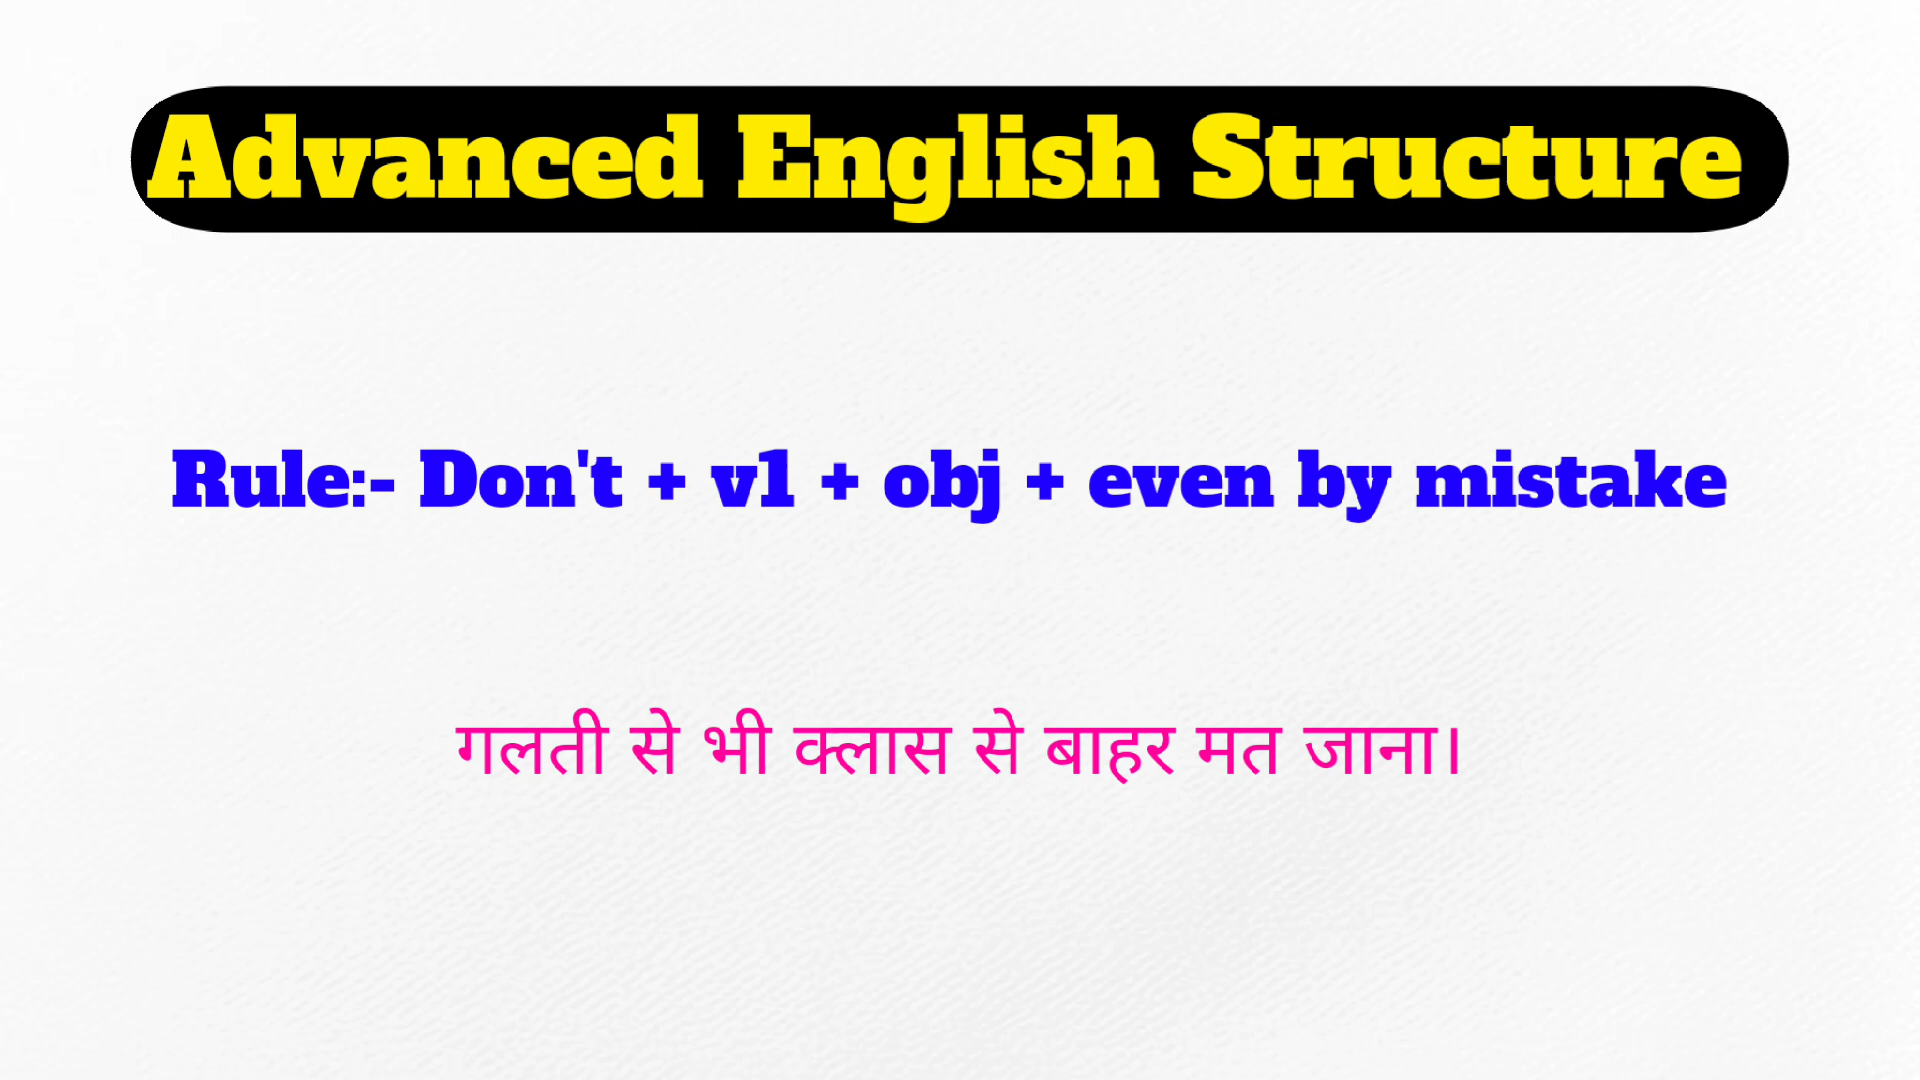 Advanced English Structure
Rule:- Don't + v1 + obj + even by mistake
गलती से भी क्लास से बाहर मत जाना।